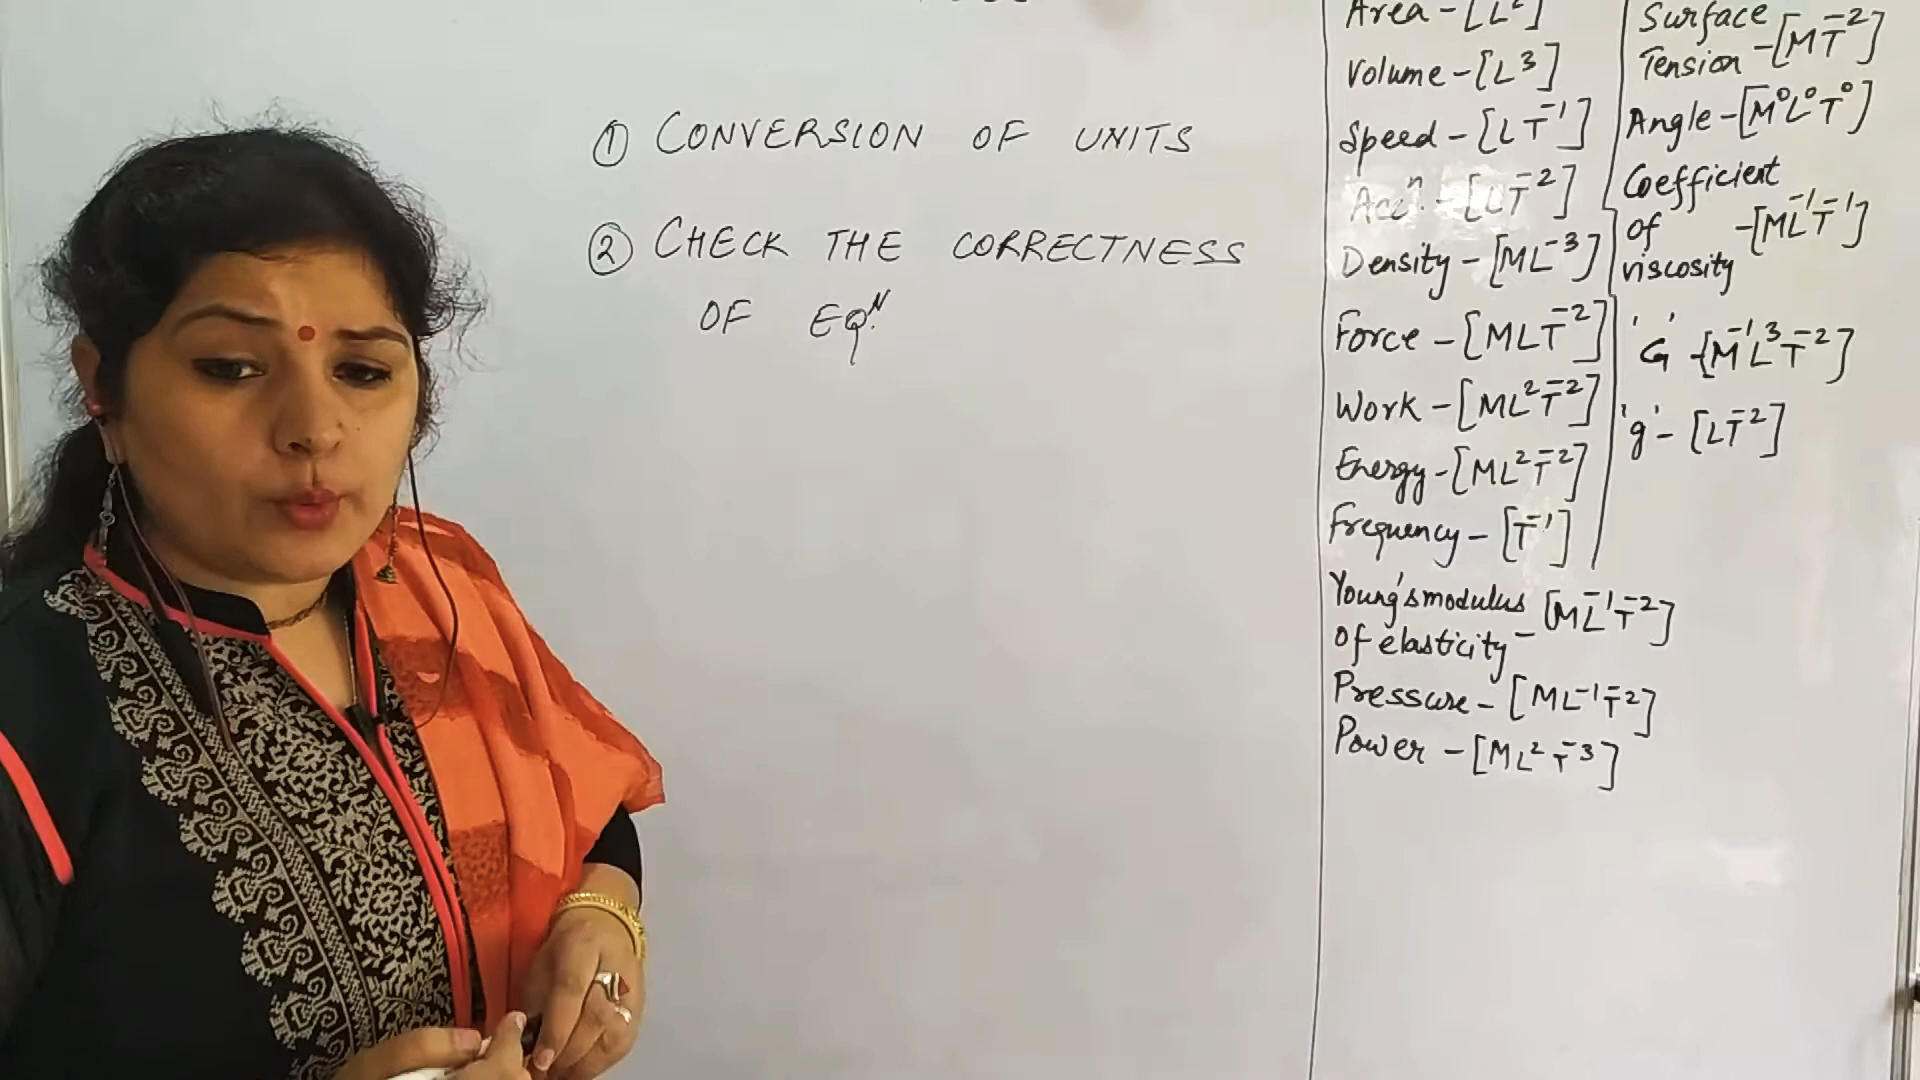 ① CONVERSION OF UNITS
② CHECK THE CORRECTNESS
OF EQᴺ.
Area - [L²]
Volume - [L³]
Speed - [LT⁻¹]
Accⁿ. - [LT⁻²]
Density - [ML⁻³]
Force - [MLT⁻²]
Work - [ML²T⁻²]
Energy - [ML²T⁻²]
Frequency - [T⁻¹]
Young's modulus
of elasticity - [ML⁻¹T⁻²]
Pressure - [ML⁻¹T⁻²]
Power - [ML²T⁻³]
Surface
Tension - [MT⁻²]
Angle - [M⁰L⁰T⁰]
Coefficient
of - [ML⁻¹T⁻¹]
viscosity
'G' - [M⁻¹L³T⁻²]
'g' - [LT⁻²]